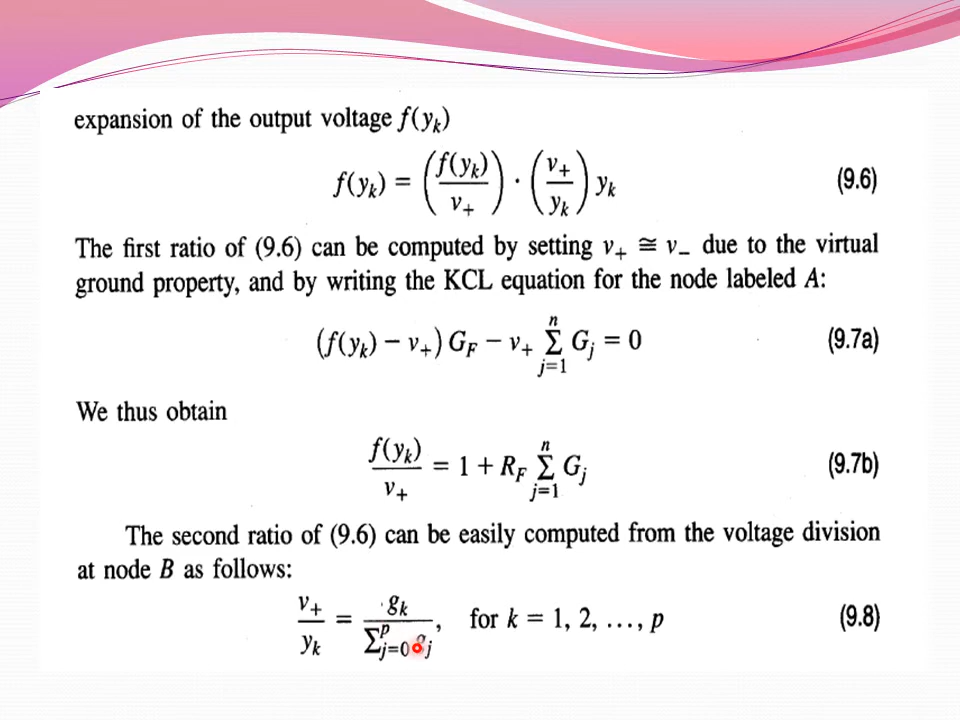 expansion of the output voltage f(y_k)
f(y_k) = (f(y_k)/v_+) · (v_+/y_k) y_k (9.6)
The first ratio of (9.6) can be computed by setting v_+ ≅ v_− due to the virtual
ground property, and by writing the KCL equation for the node labeled A:
(f(y_k) − v_+) G_F − v_+ Σ_{j=1}^{n} G_j = 0 (9.7a)
We thus obtain
f(y_k)/v_+ = 1 + R_F Σ_{j=1}^{n} G_j (9.7b)
The second ratio of (9.6) can be easily computed from the voltage division
at node B as follows:
v_+/y_k = g_k/Σ_{j=0}^{p} g_j, for k = 1, 2, ..., p (9.8)